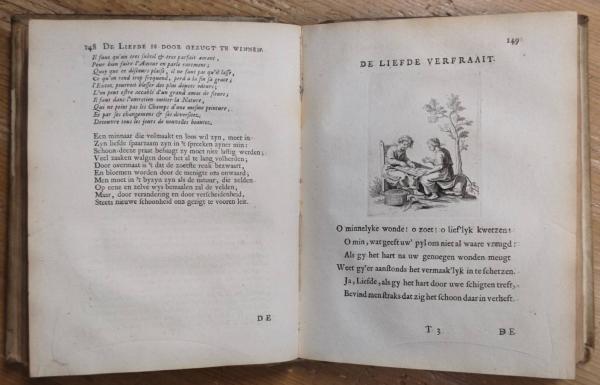 148 DE LIEFDE IS DOOR GEZUGT TE WINNEN.
Il faut qu'un tres subtil & tres parfait amant,
Pour bien suivre l'Amour en parle rarement;
Quoy que ce discours plaise, il ne faut pas qu'il lasse,
Ce qu'on rend trop frequent, perd à la fin sa grace;
L'Excez pourroit blesser des plus doyces odeurs;
L'on peut estre accablé d'un grand amas de fleurs;
Il faut dans l'entretien imiter la Nature,
Qui ne peint pas les Champs d'une mesme peinture,
Et par ses changemens & ses diversitez,
Decouvre tous les jours de nouvelles beautez.
Een minnaar die volmaakt en loos wil zyn, moet in
Zyn liefde spaarzaam zyn in 't spreeken zyner min:
Schoon deeze praat behaagt zy moet niet lastig werden;
Veel zaaken walgen door het al te lang volherden;
Door overmaat is 't dat de zoetste reuk bezwaart,
En bloemen worden door de menigte ons onwaard;
Men moet in 't byzyn zyn als de natuur, die zelden
Op eene en zelve wys bemaalen zal de velden,
Maar, door verandering en door verscheidenheid,
Steets nieuwe schoonheid ons gezigt te vooren leit.
DE
149
DE LIEFDE VERFRAAIT.
O minnelyke wonde! o zoet! o lief'lyk kwetzen!
O min, wat geeft uw' pyl om niet al waare vreugd!
Als gy het hart na uw genoegen wonden meugt
Weet gy'er aanstonds het vermaak'lyk in te schetzen.
Ja, Liefde, als gy het hart door uwe schigten treft,
Bevind men straks dat zig het schoon daar in verheft.
T 3 DE